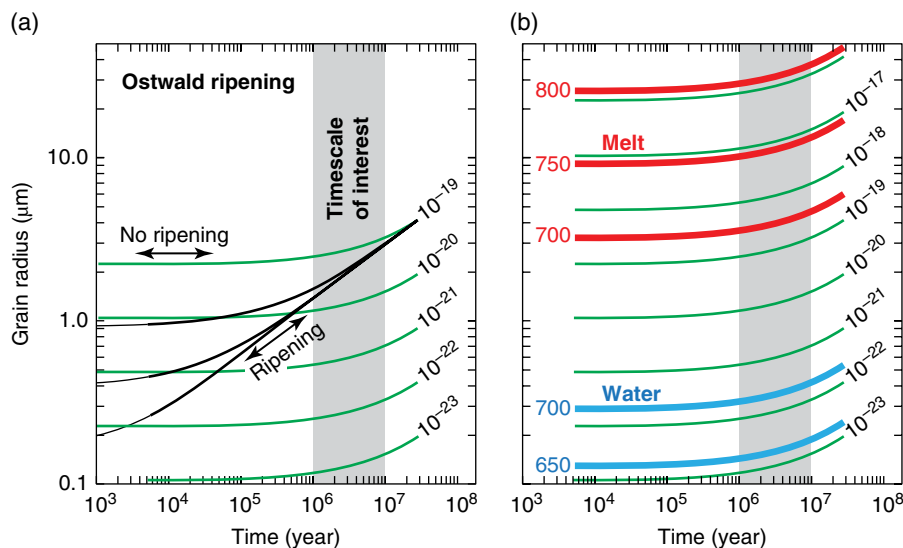 (a)
Ostwald ripening
Timescale
of interest
No ripening
Ripening
10⁻¹⁹
10⁻²⁰
10⁻²¹
10⁻²²
10⁻²³
10.0
1.0
0.1
Grain radius (μm)
10³ 10⁴ 10⁵ 10⁶ 10⁷ 10⁸
Time (year)
(b)
800
Melt
750
700
Water
700
650
10⁻¹⁷
10⁻¹⁸
10⁻¹⁹
10⁻²⁰
10⁻²¹
10⁻²²
10⁻²³
10³ 10⁴ 10⁵ 10⁶ 10⁷ 10⁸
Time (year)